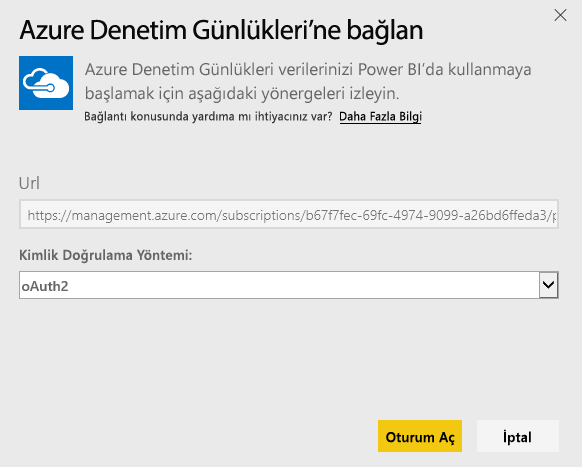 Azure Denetim Günlükleri’ne bağlan
Azure Denetim Günlükleri verilerinizi Power BI’da kullanmaya
başlamak için aşağıdaki yönergeleri izleyin.
Bağlantı konusunda yardıma mı ihtiyacınız var? Daha Fazla Bilgi
Url
https://management.azure.com/subscriptions/b67f7fec-69fc-4974-9099-a26bd6ffeda3/p
Kimlik Doğrulama Yöntemi:
oAuth2
Oturum Aç
İptal